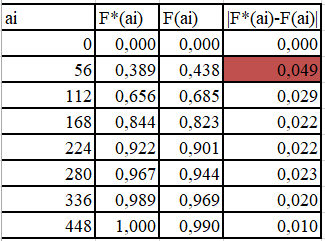 ai F*(ai) F(ai) |F*(ai)-F(ai)|
0 0,000 0,000 0,000
56 0,389 0,438 0,049
112 0,656 0,685 0,029
168 0,844 0,823 0,022
224 0,922 0,901 0,022
280 0,967 0,944 0,023
336 0,989 0,969 0,020
448 1,000 0,990 0,010